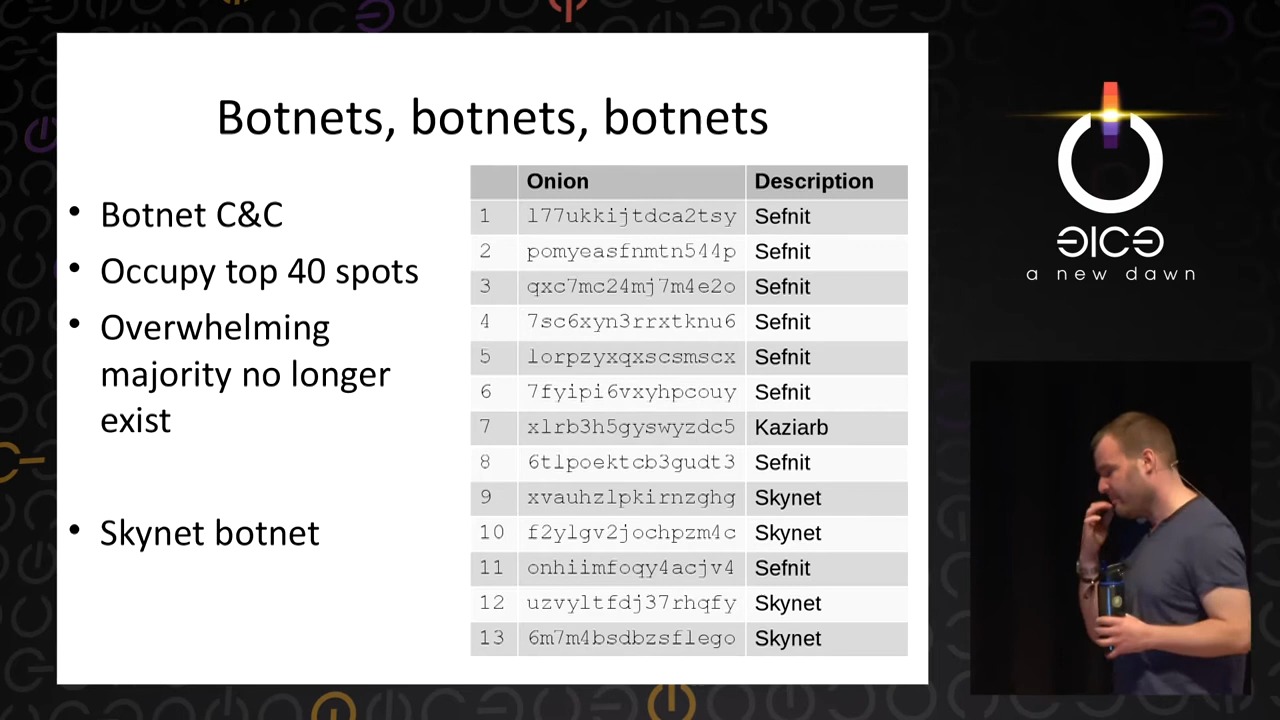 Botnets, botnets, botnets
• Botnet C&C
• Occupy top 40 spots
• Overwhelming
majority no longer
exist
• Skynet botnet
Onion Description
1 l77ukkijtdca2tsy Sefnit
2 pomyeasfnmtn544p Sefnit
3 qxc7mc24mj7m4e2o Sefnit
4 7sc6xyn3rrxtknu6 Sefnit
5 lorpzyxqxscsmscx Sefnit
6 7fyipi6vxyhpcouy Sefnit
7 xlrb3h5gyswyzdc5 Kaziarb
8 6tlpoektcb3gudt3 Sefnit
9 xvauhzlpkirnzghg Skynet
10 f2ylgv2jochpzm4c Skynet
11 onhiimfoqy4acjv4 Sefnit
12 uzvyltfdj37rhqfy Skynet
13 6m7m4bsdbzsflego Skynet
a new dawn